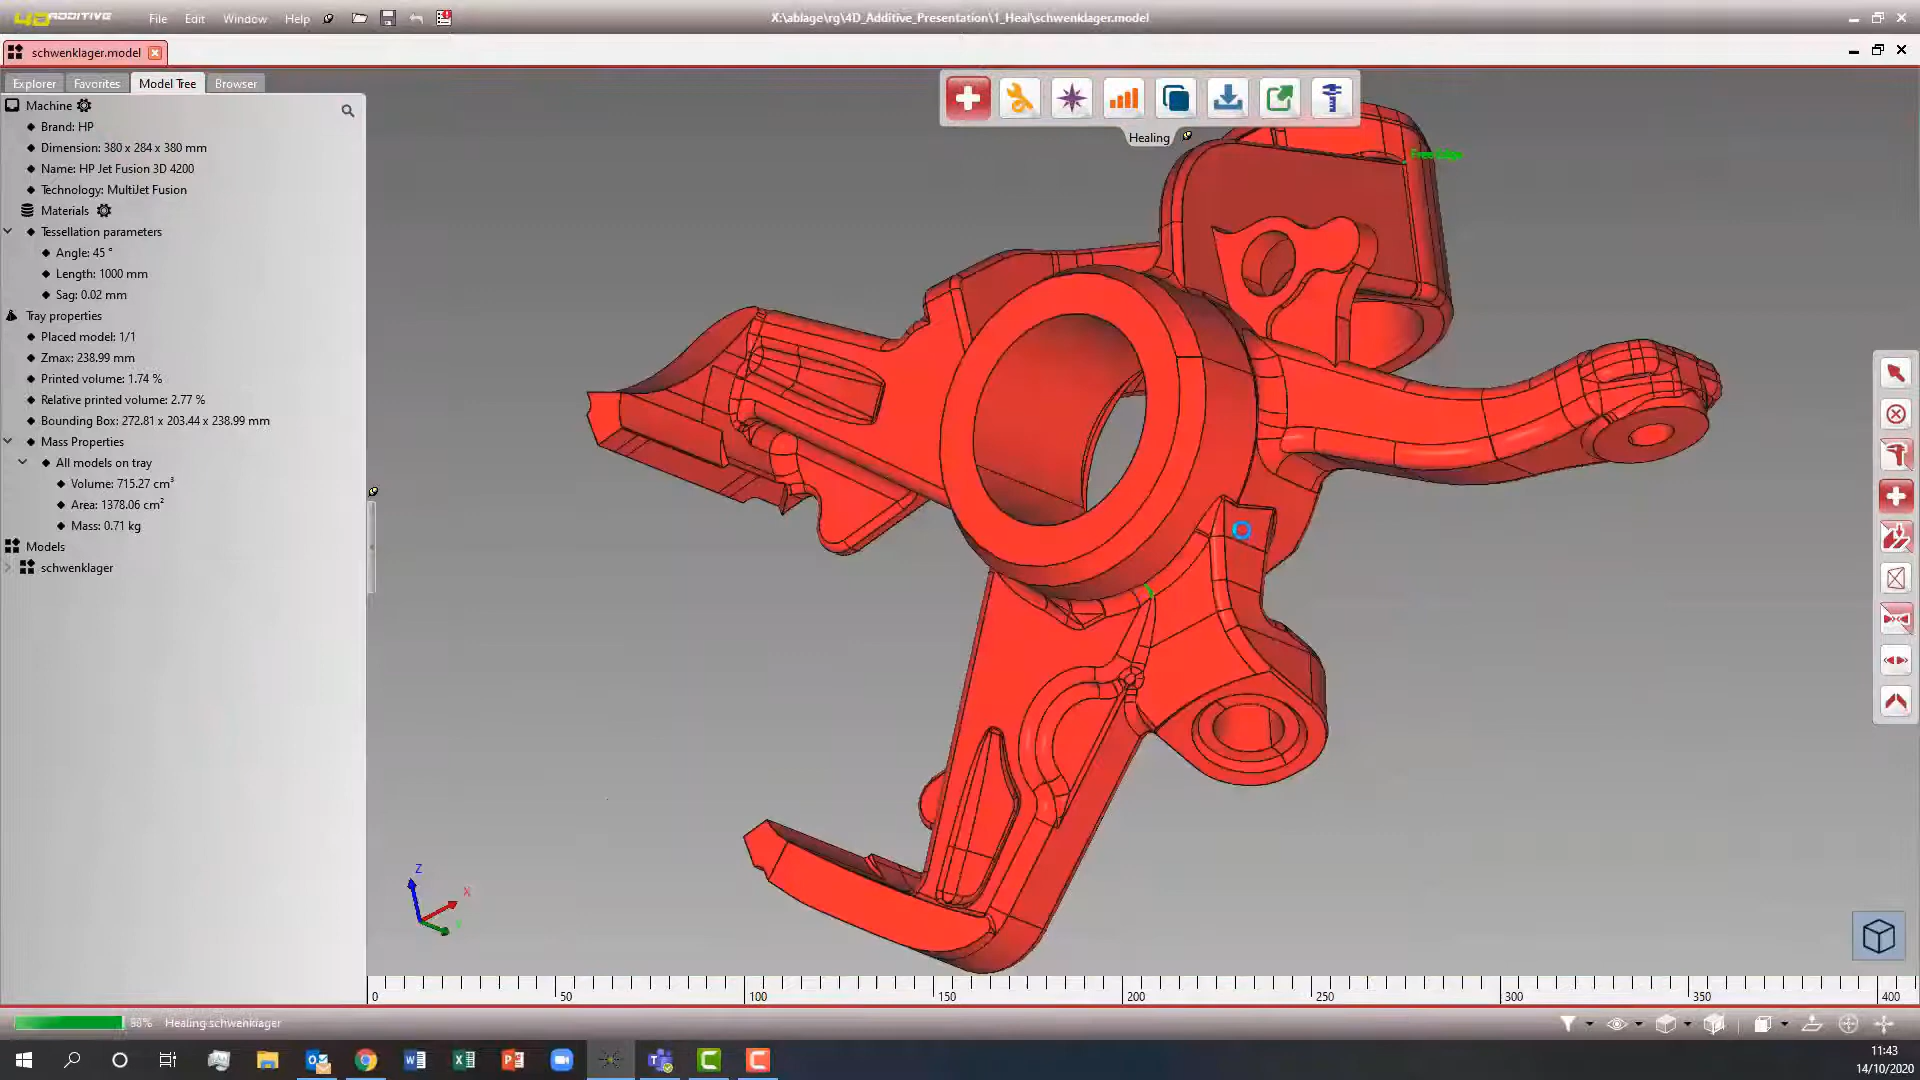 4D ADDITIVE File Edit Window Help X:\ablage\rg\4D_Additive_Presentation\1_Heal\schwenklager.model
schwenklager.model
Explorer Favorites Model Tree Browser
Machine
Brand: HP
Dimension: 380 x 284 x 380 mm
Name: HP Jet Fusion 3D 4200
Technology: MultiJet Fusion
Materials
Tessellation parameters
Angle: 45 °
Length: 1000 mm
Sag: 0.02 mm
Tray properties
Placed model: 1/1
Zmax: 238.99 mm
Printed volume: 1.74 %
Relative printed volume: 2.77 %
Bounding Box: 272.81 x 203.44 x 238.99 mm
Mass Properties
All models on tray
Volume: 715.27 cm³
Area: 1378.06 cm²
Mass: 0.71 kg
Models
schwenklager
Healing
Free Edge
Z
X
0 50 100 150 200 250 300 350 400
Healing schwenklager
11:43
14/10/2020